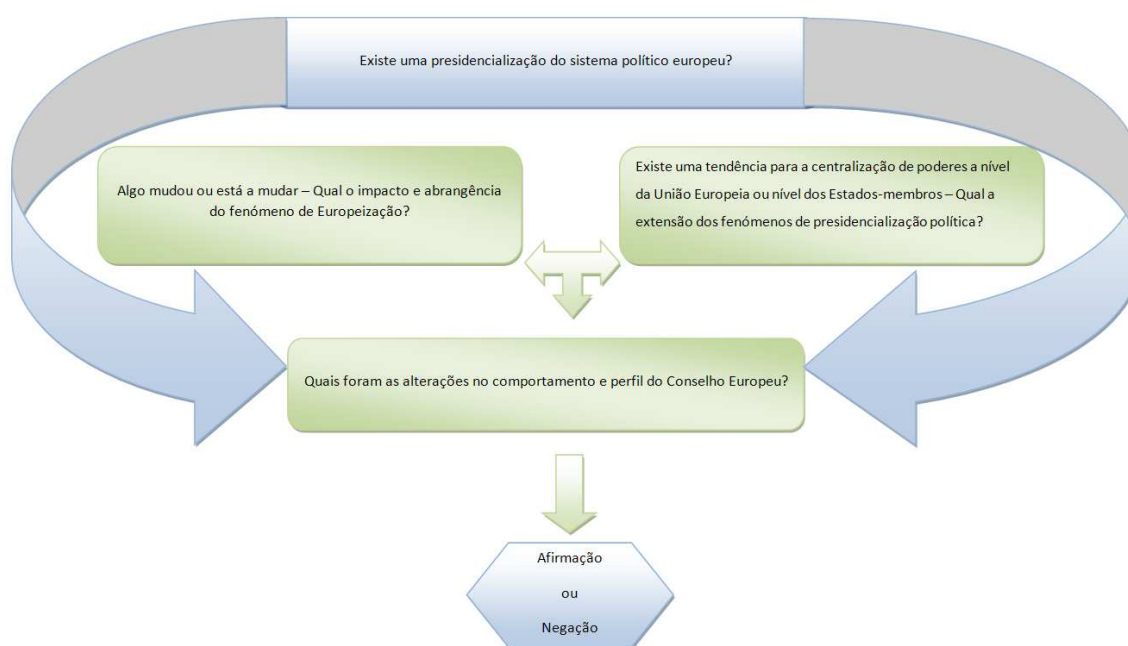 Existe uma presidencialização do sistema político europeu?
Algo mudou ou está a mudar – Qual o impacto e abrangência
do fenómeno de Europeização?
Existe uma tendência para a centralização de poderes a nível
da União Europeia ou nível dos Estados-membros – Qual a
extensão dos fenómenos de presidencialização política?
Quais foram as alterações no comportamento e perfil do Conselho Europeu?
Afirmação
ou
Negação